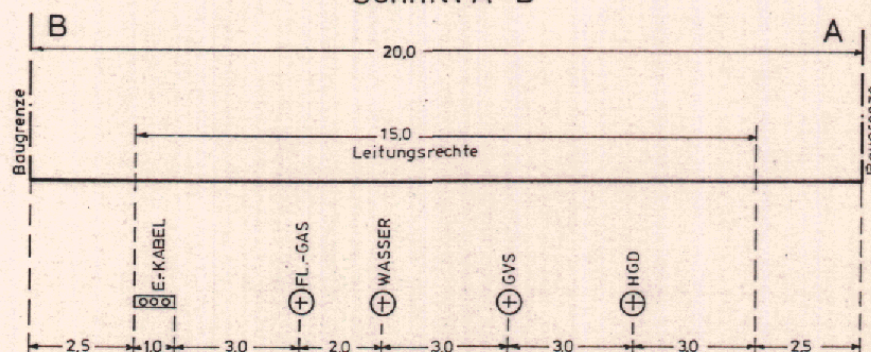 B
A
20,0
Baugrenze
15,0
Leitungsrechte
E.-KABEL
FL.-GAS
WASSER
GVS
HGD
2,5
1,0
3,0
2,0
3,0
3,0
3,0
2,5